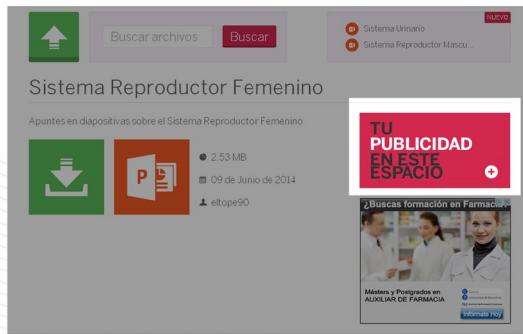 Buscar archivos
Buscar
NUEVO
Sistema Urinario
Sistema Reproductor Mascu...
Sistema Reproductor Femenino
Apuntes en diapositivas sobre el Sistema Reproductor Femenino
2.53 MB
09 de Junio de 2014
eltope90
P
TU
PUBLICIDAD
EN ESTE
ESPACIO
¿Buscas formación en Farmacia?
Másters y Postgrados en
AUXILIAR DE FARMACIA
Infórmate Hoy